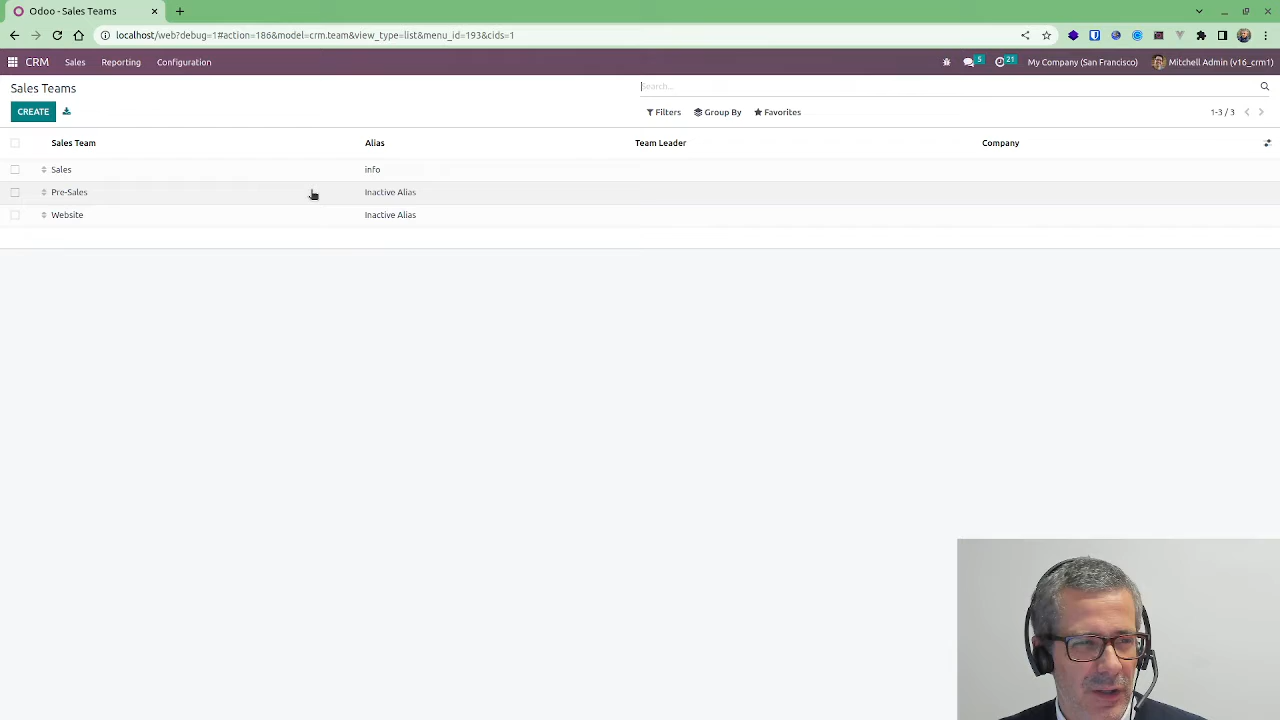 Odoo - Sales Teams
localhost/web?debug=1#action=186&model=crm.team&view_type=list&menu_id=193&cids=1
CRM Sales Reporting Configuration 5 21 My Company (San Francisco) Mitchell Admin (v16_crm1)
Sales Teams Search...
CREATE Filters Group By Favorites 1-3 / 3
Sales Team Alias Team Leader Company
Sales info
Pre-Sales Inactive Alias
Website Inactive Alias